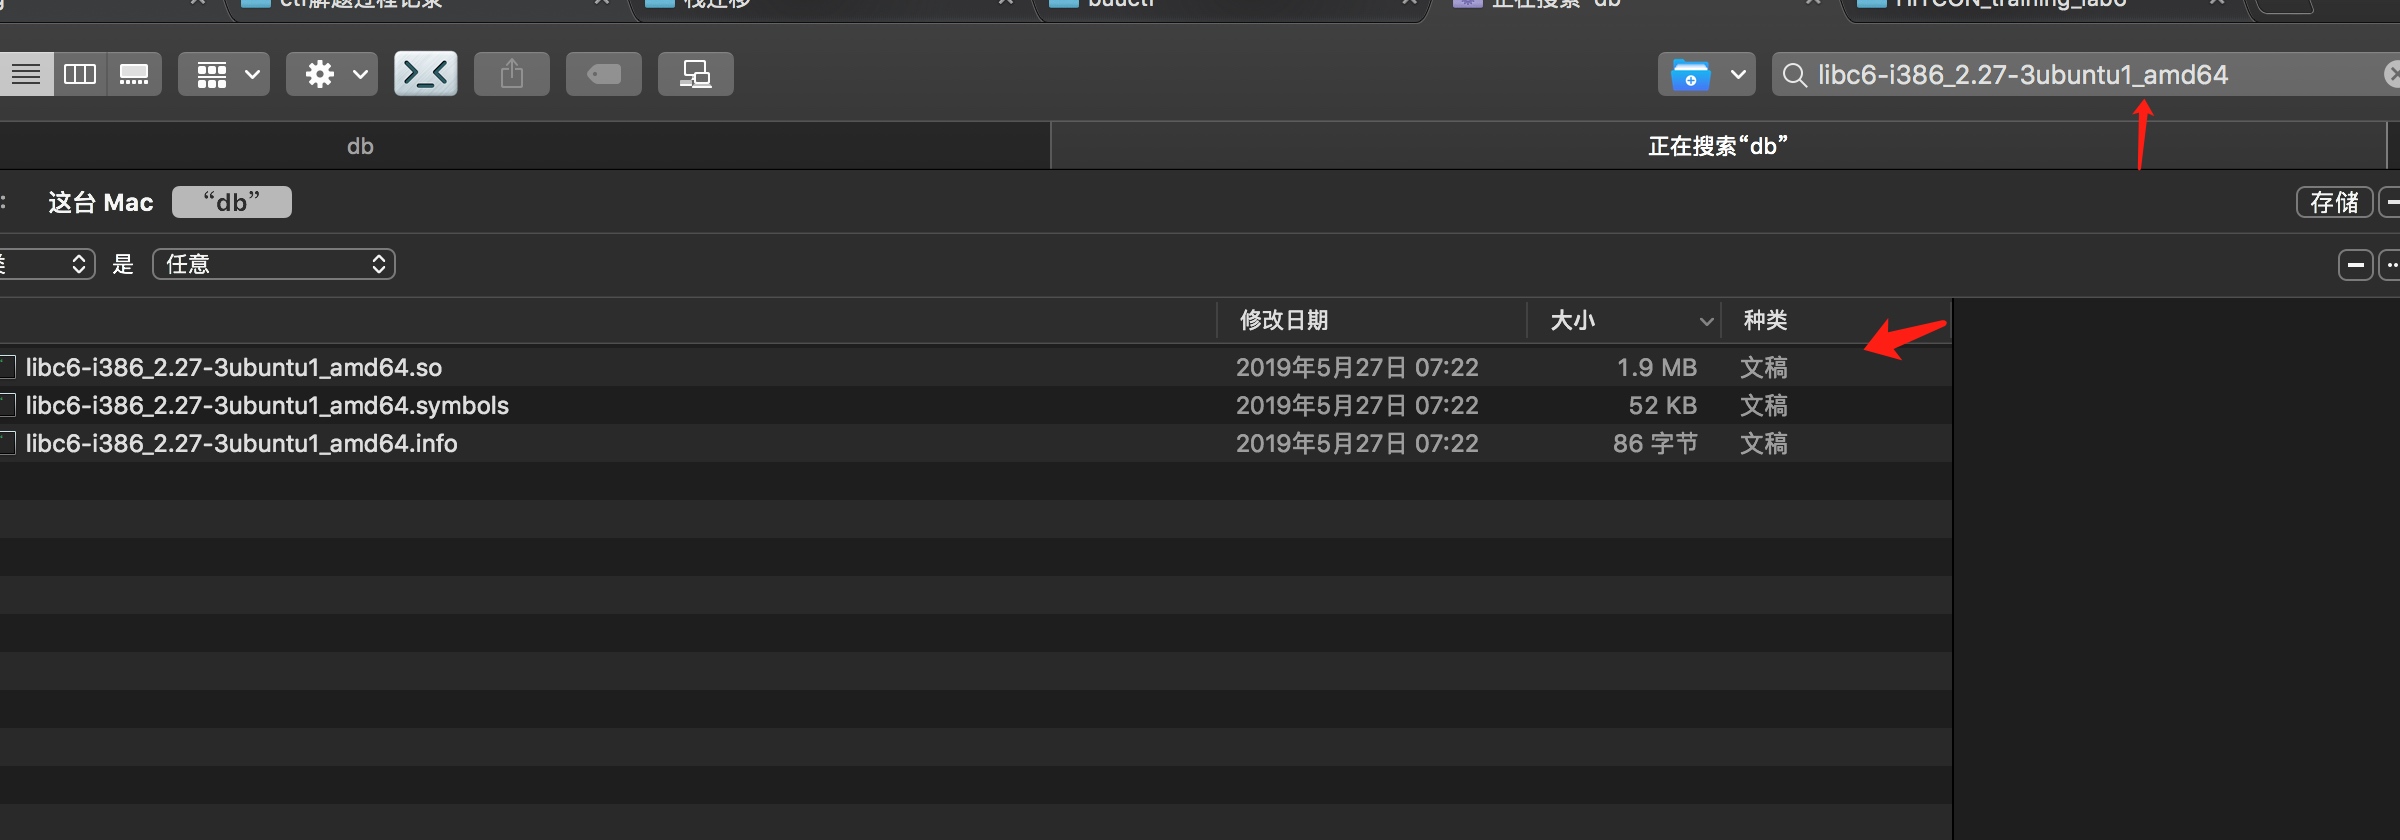 ctf解题过程记录
栈迁移
buuctf
正在搜索“db”
HITCON_training_lab6
libc6-i386_2.27-3ubuntu1_amd64
db
正在搜索“db”
这台 Mac
“db”
存储
是
任意
修改日期
大小
种类
libc6-i386_2.27-3ubuntu1_amd64.so
2019年5月27日 07:22
1.9 MB
文稿
libc6-i386_2.27-3ubuntu1_amd64.symbols
2019年5月27日 07:22
52 KB
文稿
libc6-i386_2.27-3ubuntu1_amd64.info
2019年5月27日 07:22
86 字节
文稿